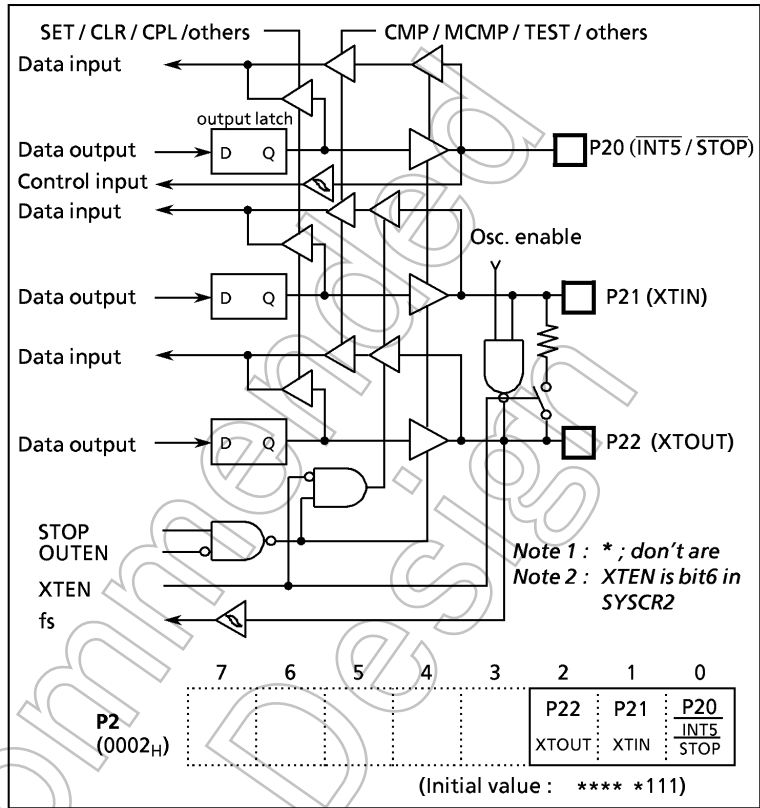 SET / CLR / CPL /others
CMP / MCMP / TEST / others
Data input
output latch
Data output
D Q
P20 (INT5 / STOP)
Control input
Data input
Osc. enable
Data output
D Q
P21 (XTIN)
Data input
Data output
D Q
P22 (XTOUT)
STOP
OUTEN
XTEN
fs
Note 1 : * ; don't are
Note 2 : XTEN is bit6 in
SYSCR2
7 6 5 4 3 2 1 0
P2
(0002H)
P22 P21 P20
XTOUT XTIN INT5
STOP
(Initial value : **** *111)
ommended
Design